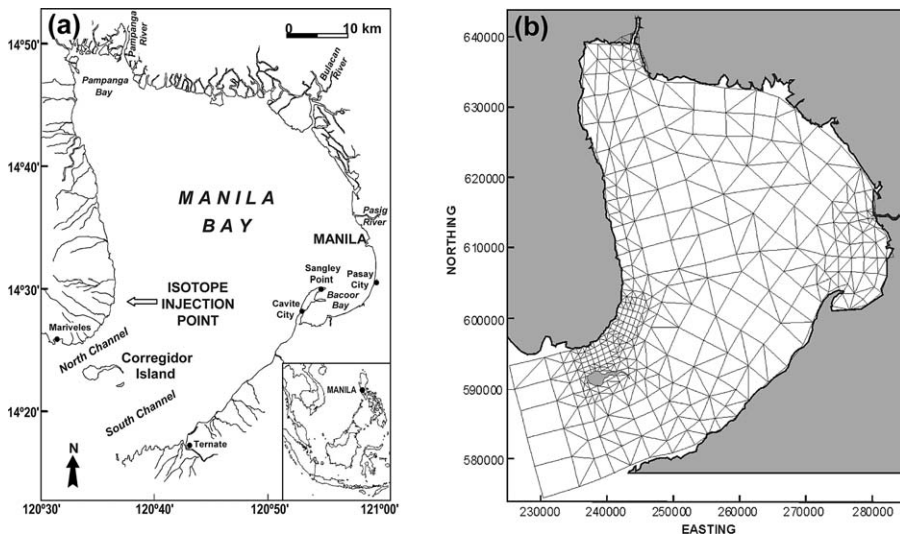 (a)
0 10 km
14°50'
14°40'
14°30'
14°20'
120°30'
120°40'
120°50'
121°00'
Pampanga
River
Pampanga
Bay
Bulacan
River
MANILA
BAY
Pasig
River
MANILA
Sangley
Point
Pasay
City
Bacoor
Bay
Cavite
City
ISOTOPE
INJECTION
POINT
Mariveles
North Channel
Corregidor
Island
South Channel
Ternate
N
MANILA
(b)
NORTHING
640000
630000
620000
610000
600000
590000
580000
230000
240000
250000
260000
270000
280000
EASTING